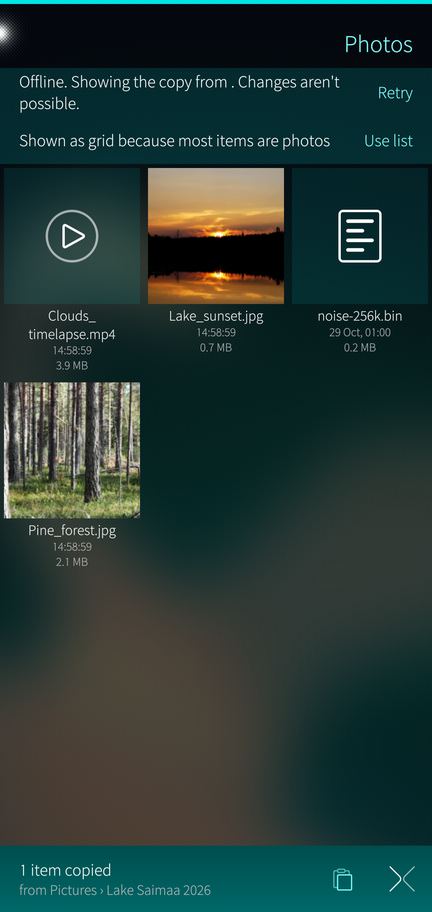 Photos
Offline. Showing the copy from . Changes aren't
possible.
Retry
Shown as grid because most items are photos
Use list
Clouds_
timelapse.mp4
14:58:59
3.9 MB
Lake_sunset.jpg
14:58:59
0.7 MB
noise-256k.bin
29 Oct, 01:00
0.2 MB
Pine_forest.jpg
14:58:59
2.1 MB
1 item copied
from Pictures › Lake Saimaa 2026